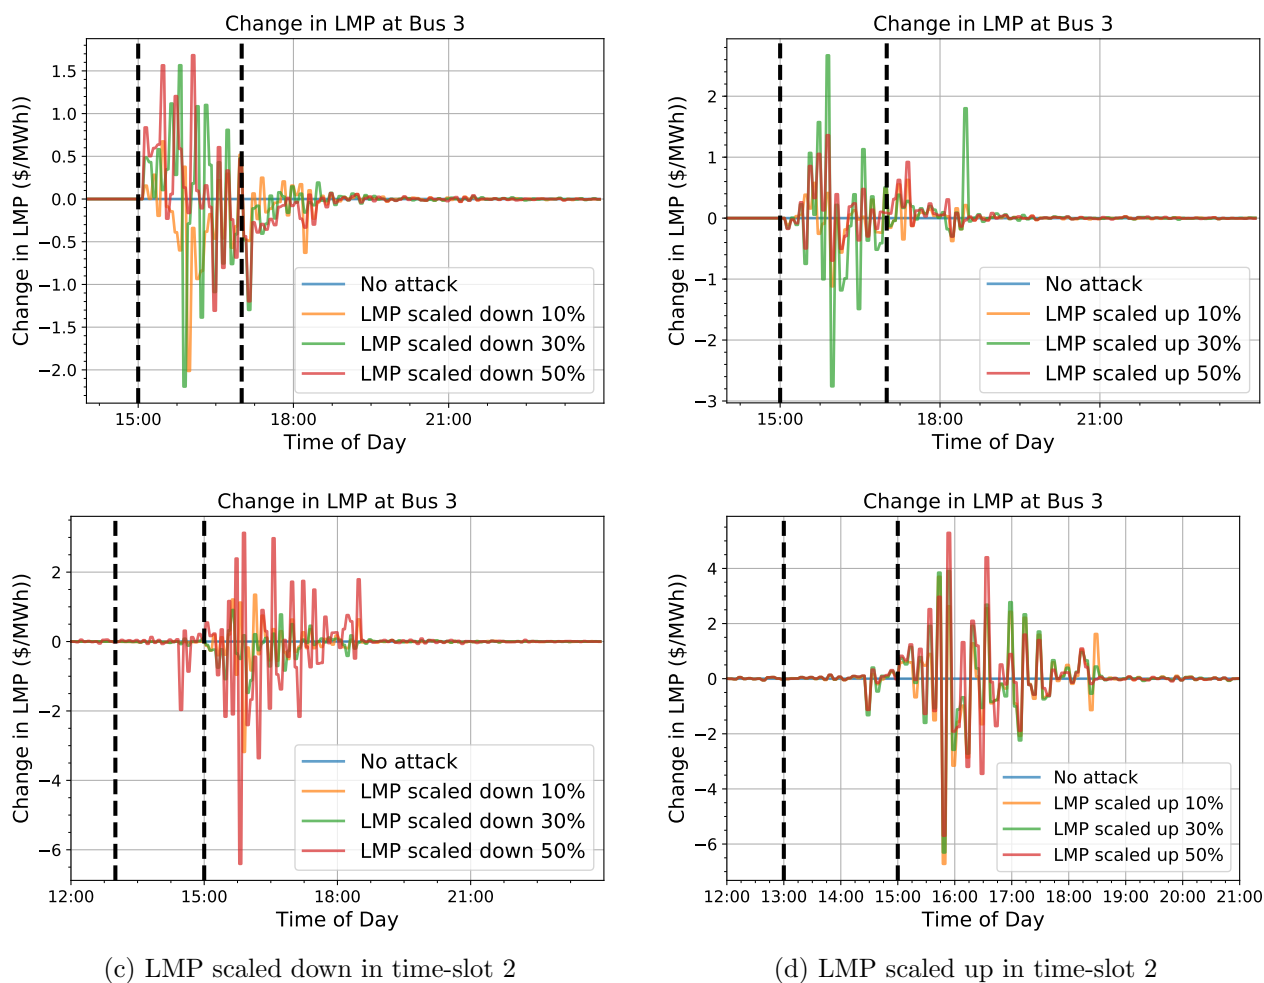 Change in LMP at Bus 3
Change in LMP ($/MWh))
1.5
1.0
0.5
0.0
−0.5
−1.0
−1.5
−2.0
No attack
LMP scaled down 10%
LMP scaled down 30%
LMP scaled down 50%
15:00 18:00 21:00
Time of Day
Change in LMP at Bus 3
Change in LMP ($/MWh))
2
1
0
−1
−2
−3
No attack
LMP scaled up 10%
LMP scaled up 30%
LMP scaled up 50%
15:00 18:00 21:00
Time of Day
Change in LMP at Bus 3
Change in LMP ($/MWh))
2
0
−2
−4
−6
No attack
LMP scaled down 10%
LMP scaled down 30%
LMP scaled down 50%
12:00 15:00 18:00 21:00
Time of Day
(c) LMP scaled down in time-slot 2
Change in LMP at Bus 3
Change in LMP ($/MWh))
4
2
0
−2
−4
−6
No attack
LMP scaled up 10%
LMP scaled up 30%
LMP scaled up 50%
12:00 13:00 14:00 15:00 16:00 17:00 18:00 19:00 20:00 21:00
Time of Day
(d) LMP scaled up in time-slot 2